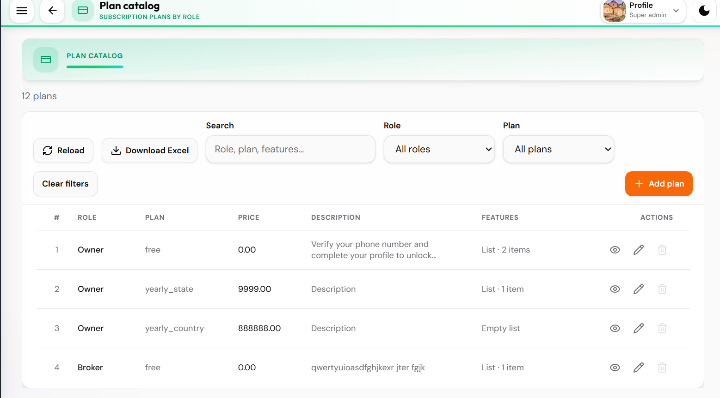 Plan catalog
SUBSCRIPTION PLANS BY ROLE
Profile
Super admin
PLAN CATALOG
12 plans
Search
Role
Plan
Reload
Download Excel
Role, plan, features...
All roles
All plans
Clear filters
Add plan
# ROLE PLAN PRICE DESCRIPTION FEATURES ACTIONS
1 Owner free 0.00 Verify your phone number and
complete your profile to unlock... List · 2 items
2 Owner yearly_state 9999.00 Description List · 1 item
3 Owner yearly_country 888888.00 Description Empty list
4 Broker free 0.00 qwertyuioasdfghjkexr jter fgjk List · 1 item